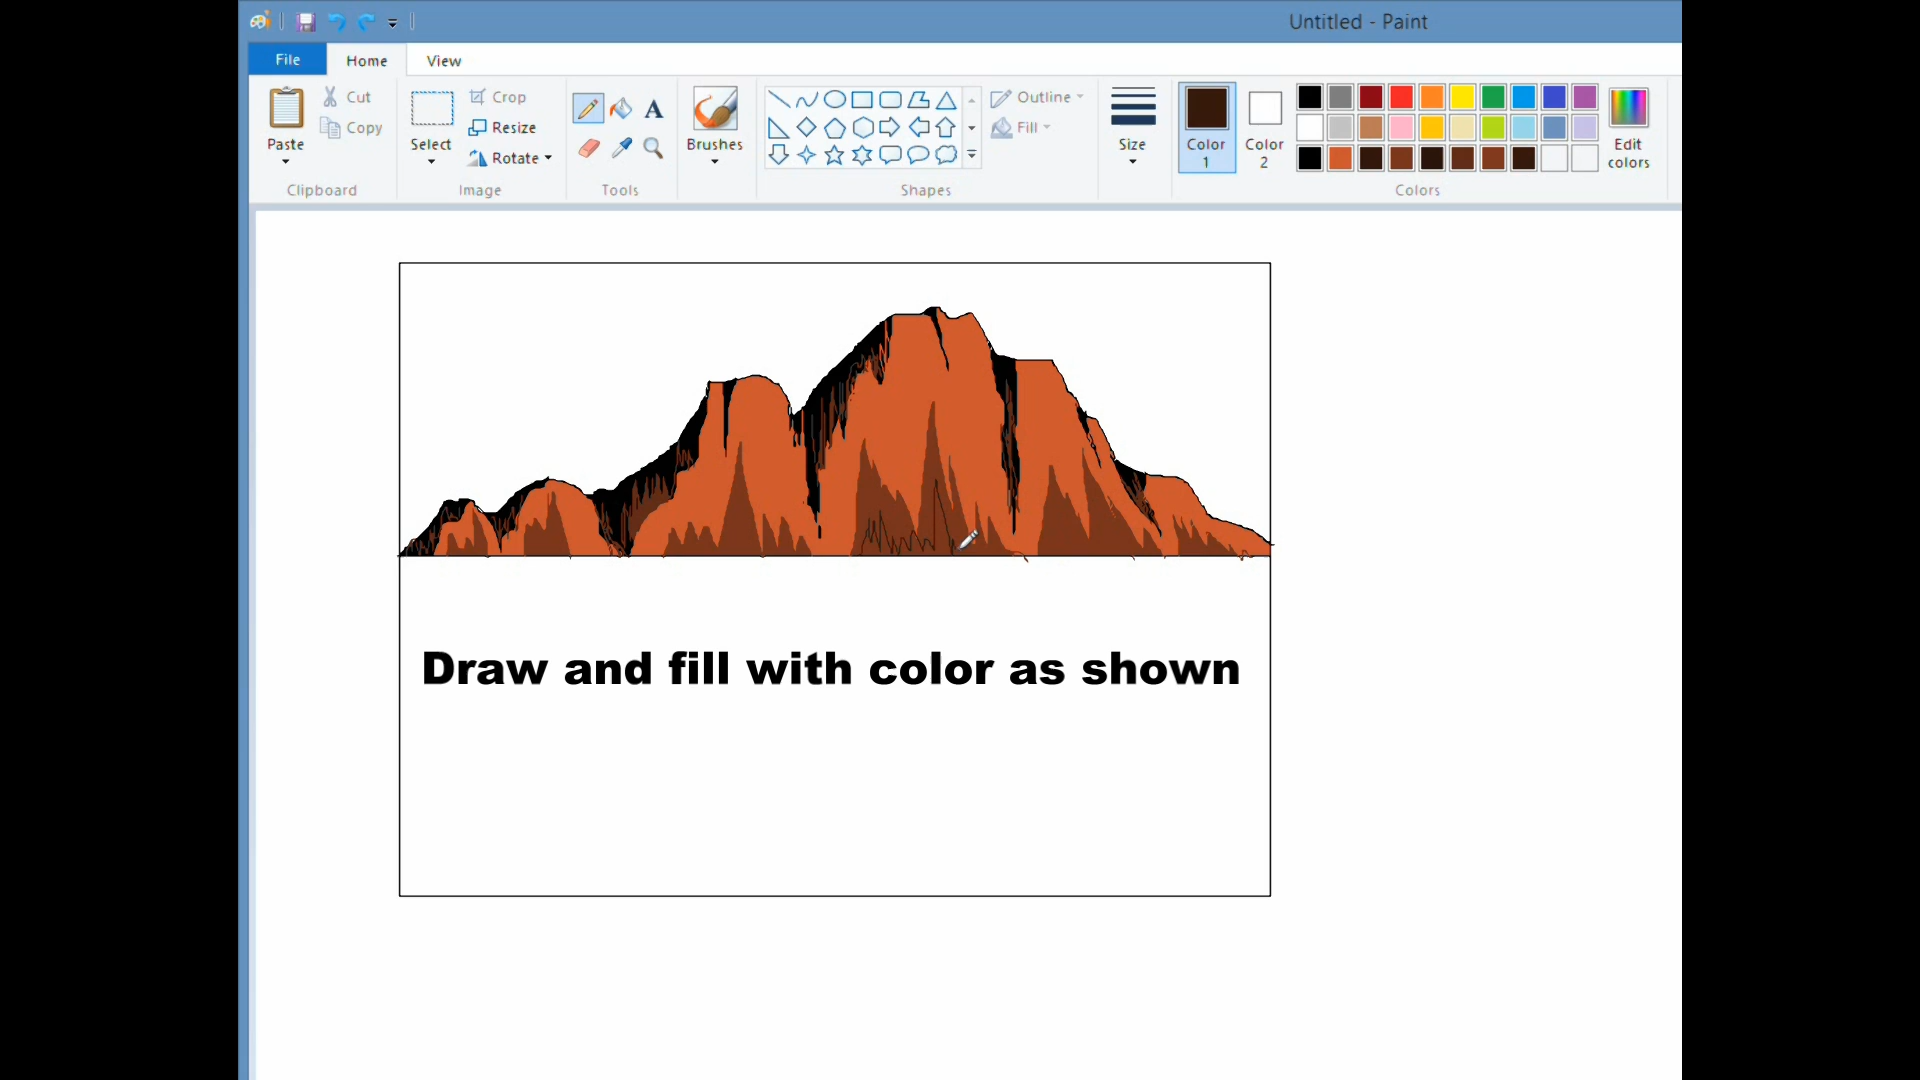 Untitled - Paint
File Home View
Paste
Cut
Copy
Clipboard
Select
Crop
Resize
Rotate
Image
Tools
Brushes
Shapes
Outline
Fill
Size
Color
1
Color
2
Colors
Edit
colors
Draw and fill with color as shown